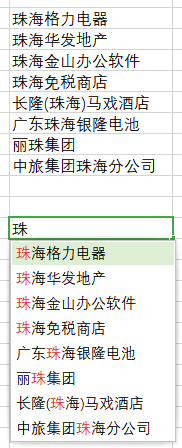 珠海格力电器
珠海华发地产
珠海金山办公软件
珠海免税商店
长隆(珠海)马戏酒店
广东珠海银隆电池
丽珠集团
中旅集团珠海分公司
珠
珠海格力电器
珠海华发地产
珠海金山办公软件
珠海免税商店
广东珠海银隆电池
丽珠集团
长隆(珠海)马戏酒店
中旅集团珠海分公司